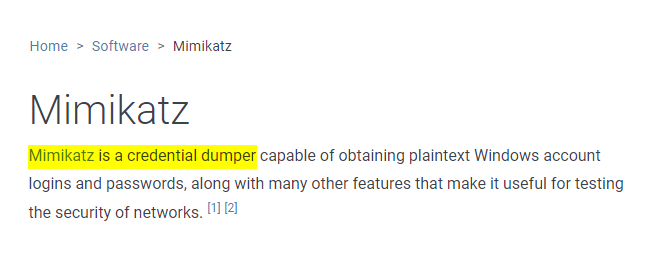 Home > Software > Mimikatz
Mimikatz
Mimikatz is a credential dumper capable of obtaining plaintext Windows account
logins and passwords, along with many other features that make it useful for testing
the security of networks. [1] [2]